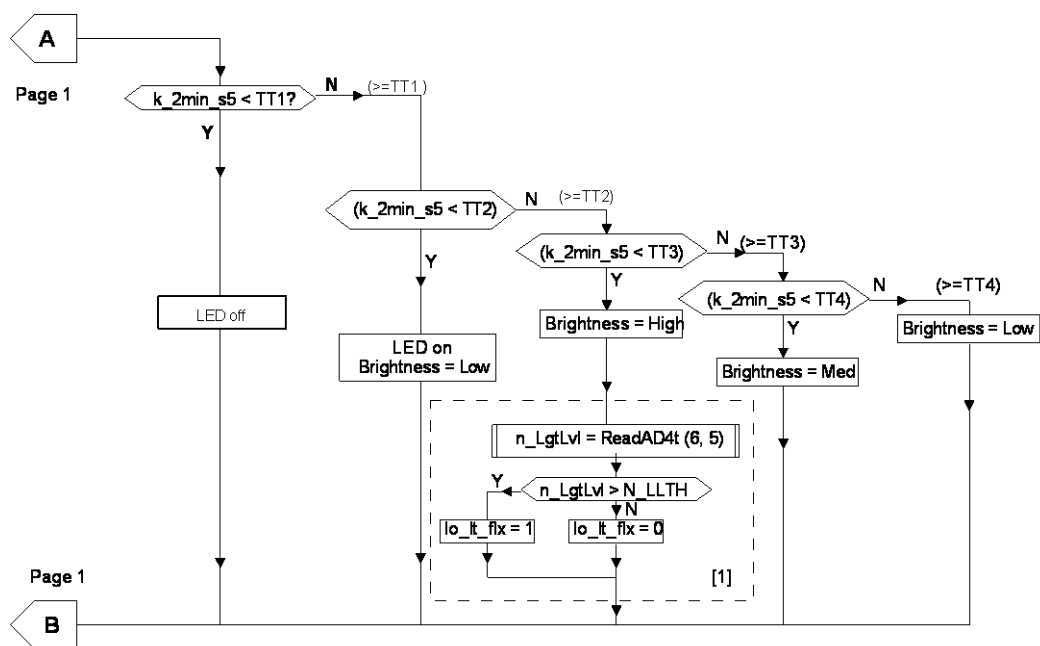 A
Page 1
k_2min_s5 < TT1?
N
(>=TT1)
Y
(k_2min_s5 < TT2)
N
(>=TT2)
Y
(k_2min_s5 < TT3)
N
(>=TT3)
Y
(k_2min_s5 < TT4)
N
(>=TT4)
Y
LED off
Brightness = High
Brightness = Low
LED on
Brightness = Low
Brightness = Med
n_LgtLvl = ReadAD4t (6, 5)
Y
n_LgtLvl > N_LLTH
N
lo_lt_flx = 1
lo_lt_flx = 0
[1]
Page 1
B